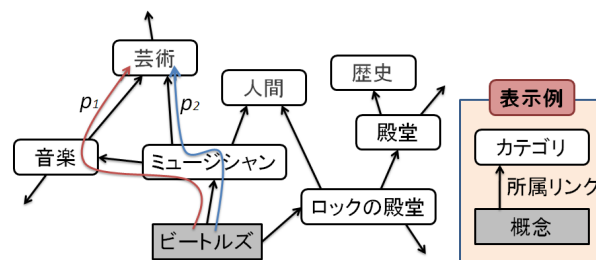 芸術
人間
歴史
殿堂
p1
p2
音楽
ミュージシャン
ロックの殿堂
ビートルズ
表示例
カテゴリ
所属リンク
概念